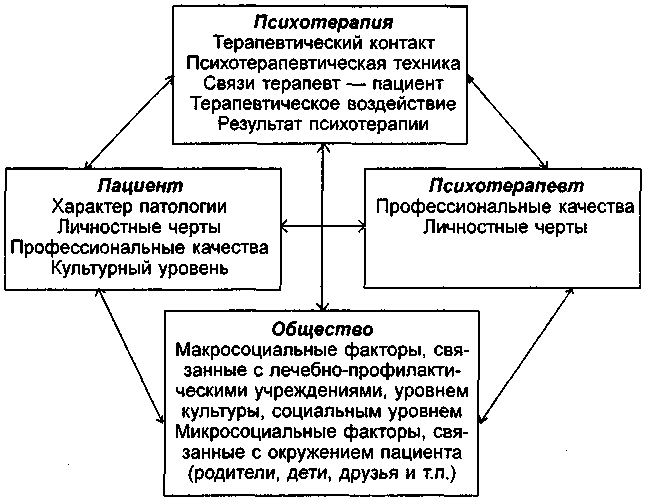 Психотерапия
Терапевтический контакт
Психотерапевтическая техника
Связи терапевт — пациент
Терапевтическое воздействие
Результат психотерапии
Пациент
Характер патологии
Личностные черты
Профессиональные качества
Культурный уровень
Психотерапевт
Профессиональные качества
Личностные черты
Общество
Макросоциальные факторы, свя-
занные с лечебно-профилакти-
ческими учреждениями, уровнем
культуры, социальным уровнем
Микросоциальные факторы, свя-
занные с окружением пациента
(родители, дети, друзья и т.п.)